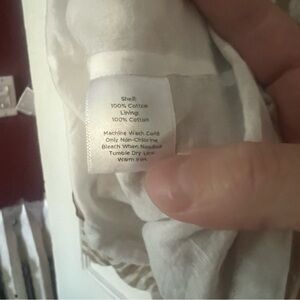 Shell:
100% Cotton
Lining:
100% Cotton
Machine Wash Cold
Only Non-Chlorine
Bleach When Needed
Tumble Dry Low
Warm Iron